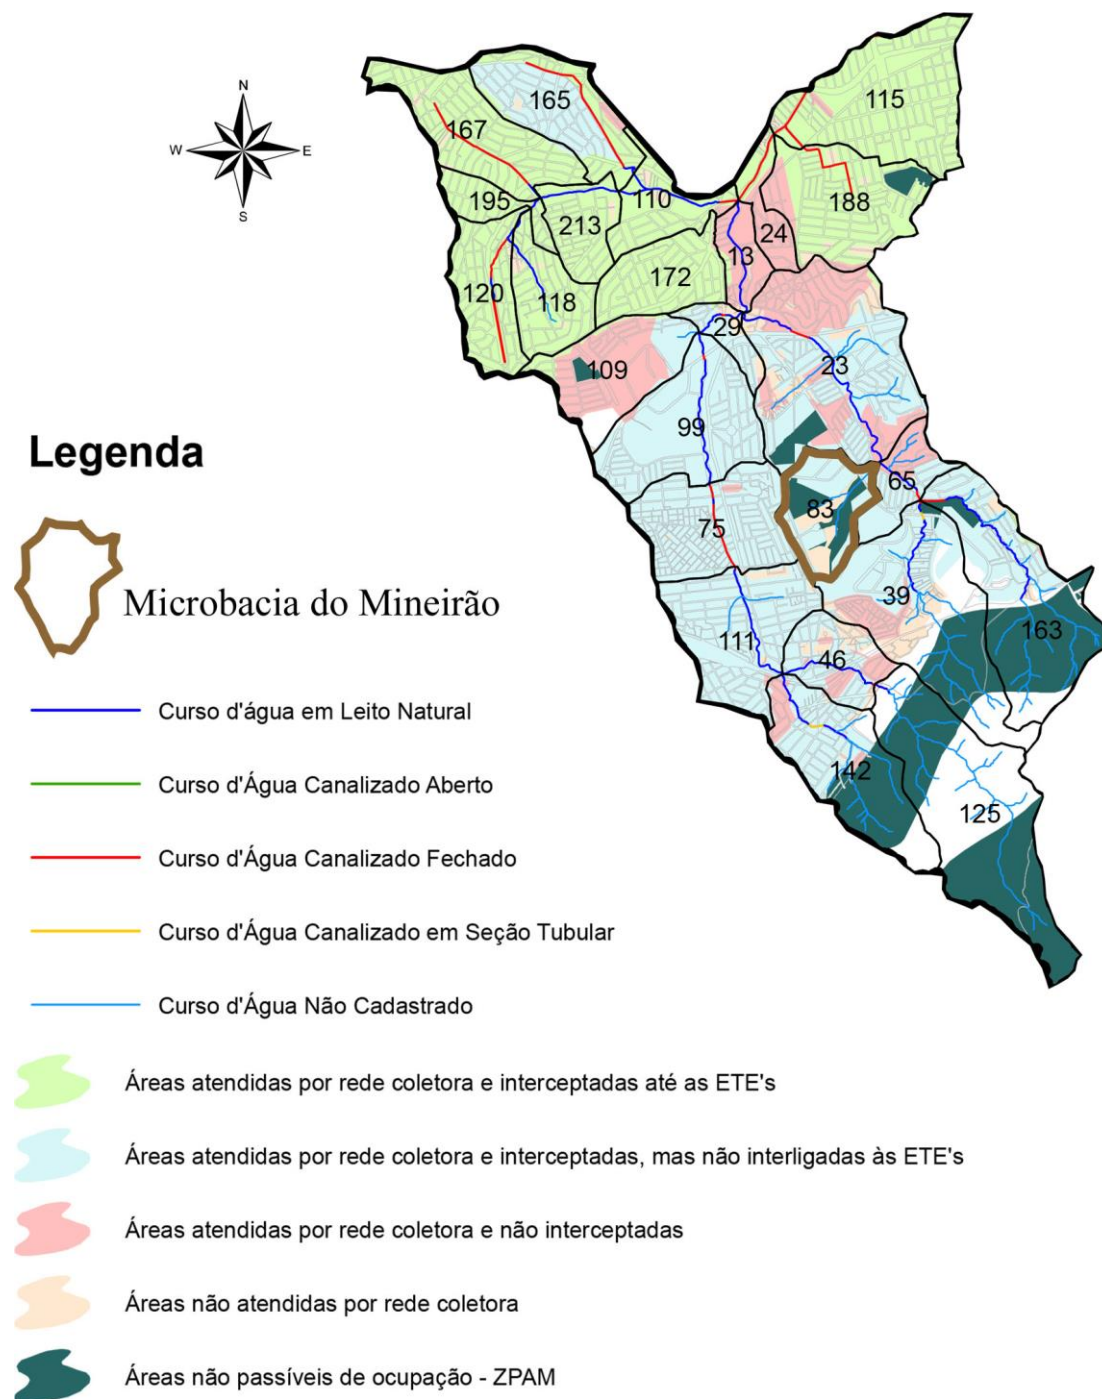 N
W
E
S
115
165
167
188
195
110
213
24
13
172
120
118
29
109
23
99
65
83
75
39
163
111
46
142
125
Legenda
Microbacia do Mineirão
Curso d'água em Leito Natural
Curso d'Água Canalizado Aberto
Curso d'Água Canalizado Fechado
Curso d'Água Canalizado em Seção Tubular
Curso d'Água Não Cadastrado
Áreas atendidas por rede coletora e interceptadas até as ETE's
Áreas atendidas por rede coletora e interceptadas, mas não interligadas às ETE's
Áreas atendidas por rede coletora e não interceptadas
Áreas não atendidas por rede coletora
Áreas não passíveis de ocupação - ZPAM